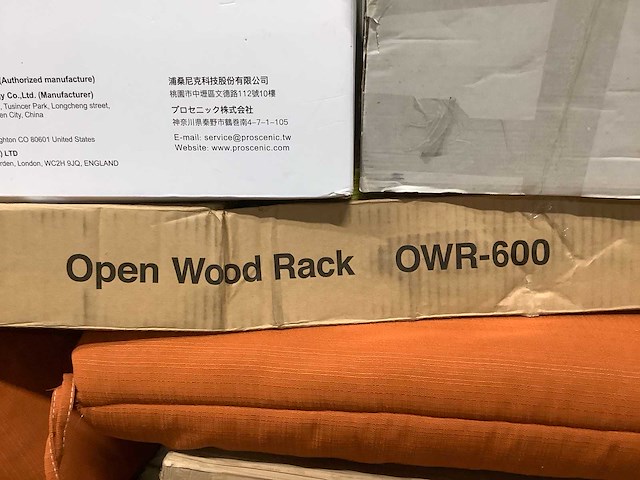 (Authorized manufacture)
Co.,Ltd. (Manufacturer)
, Tusincer Park, Longcheng street,
City, China
CO 80601 United States
LTD
London, WC2H 9JQ, ENGLAND
浦桑尼克科技股份有限公司
桃園市中壢區文德路112號10樓
プロセニック株式会社
神奈川県秦野市鶴巻南4-7-1-105
E-mail: service@proscenic.tw
Website: www.proscenic.com
Open Wood Rack OWR-600